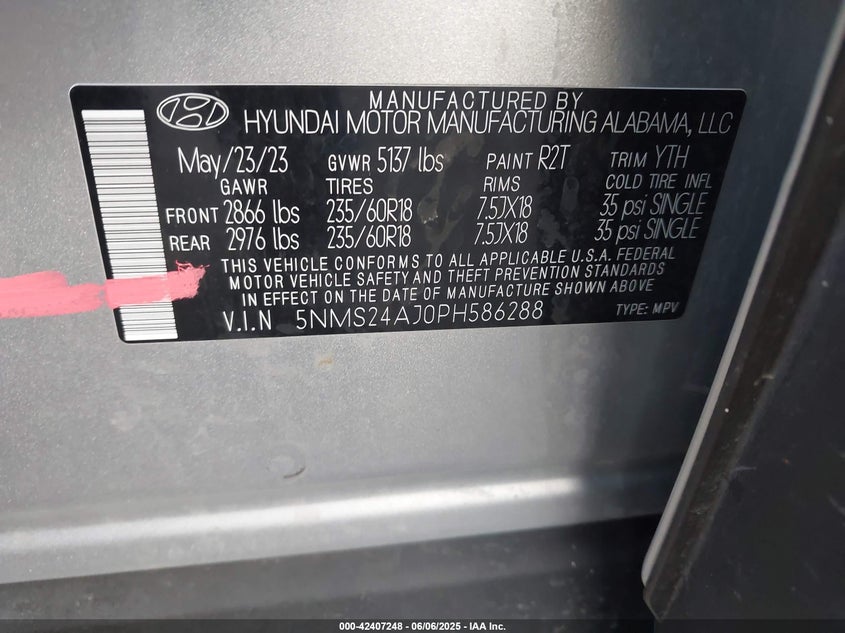 MANUFACTURED BY
HYUNDAI MOTOR MANUFACTURING ALABAMA, LLC
May/23/23 GVWR 5137 lbs PAINT R2T TRIM YTH
GAWR TIRES RIMS COLD TIRE INFL
FRONT 2866 lbs 235/60R18 7.5JX18 35 psi SINGLE
REAR 2976 lbs 235/60R18 7.5JX18 35 psi SINGLE
THIS VEHICLE CONFORMS TO ALL APPLICABLE U.S.A. FEDERAL
MOTOR VEHICLE SAFETY AND THEFT PREVENTION STANDARDS
IN EFFECT ON THE DATE OF MANUFACTURE SHOWN ABOVE
V.I.N 5NMS24AJ0PH586288 TYPE: MPV
000-42407248 - 06/06/2025 - IAA Inc.